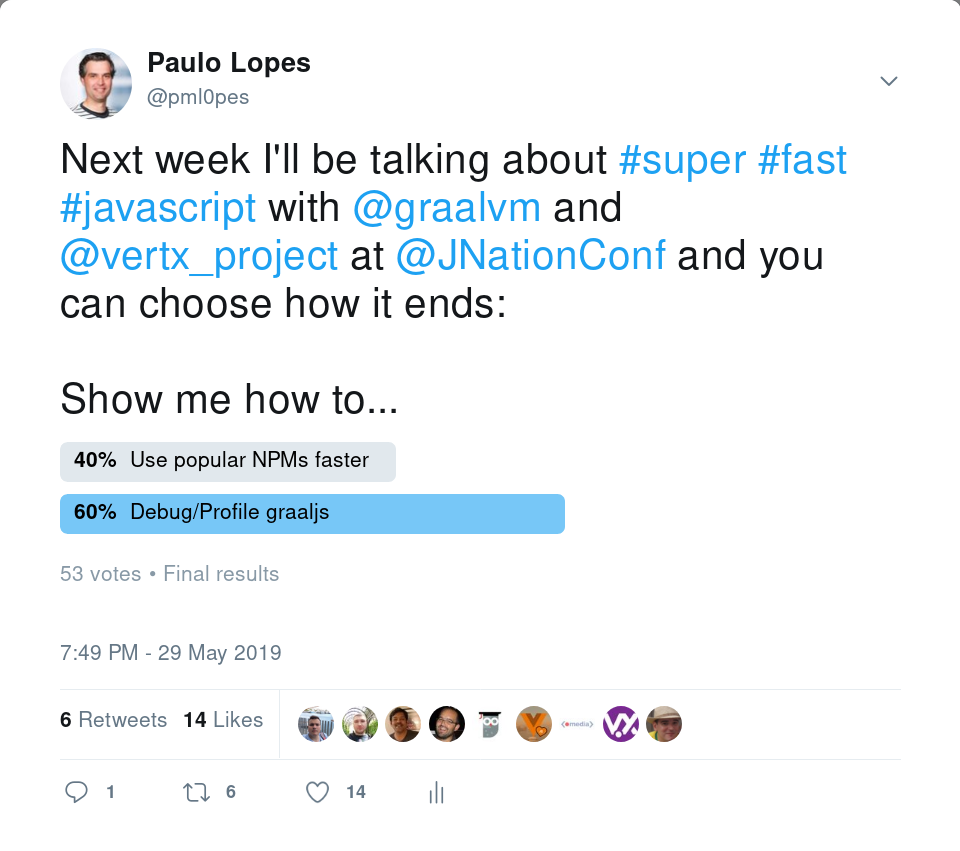 Paulo Lopes
@pml0pes
Next week I'll be talking about #super #fast
#javascript with @graalvm and
@vertx_project at @JNationConf and you
can choose how it ends:
Show me how to...
40% Use popular NPMs faster
60% Debug/Profile graaljs
53 votes • Final results
7:49 PM - 29 May 2019
6 Retweets 14 Likes
1 6 14